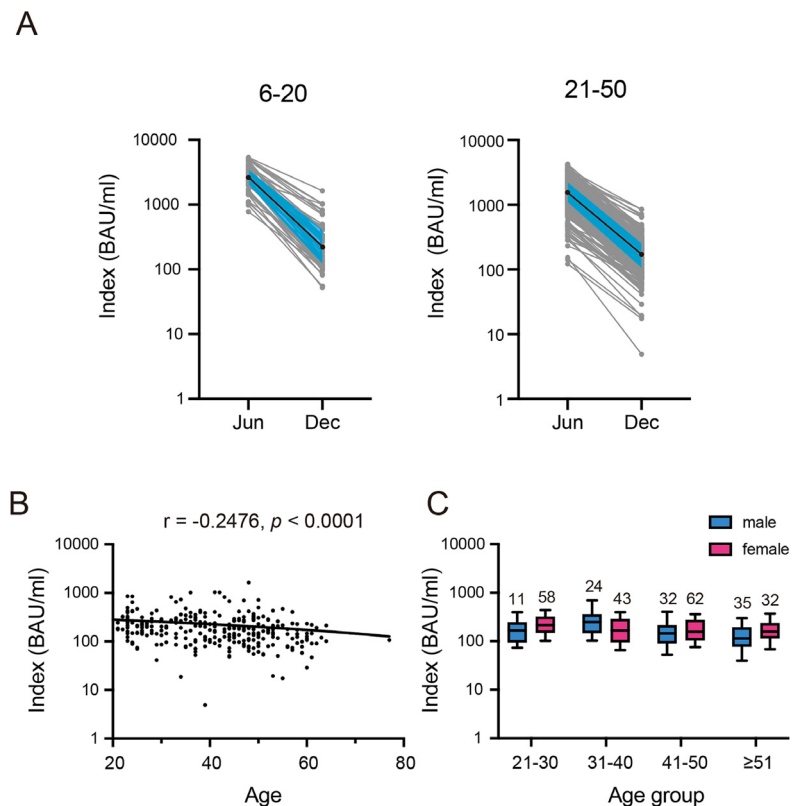 A
6-20
21-50
10000
1000
100
10
1
Index (BAU/ml)
Jun
Dec
10000
1000
100
10
1
Index (BAU/ml)
Jun
Dec
B
r = -0.2476, p < 0.0001
10000
1000
100
10
1
Index (BAU/ml)
20
40
60
80
Age
C
male
female
10000
1000
100
10
1
Index (BAU/ml)
11
58
24
43
32
62
35
32
21-30
31-40
41-50
≥51
Age group